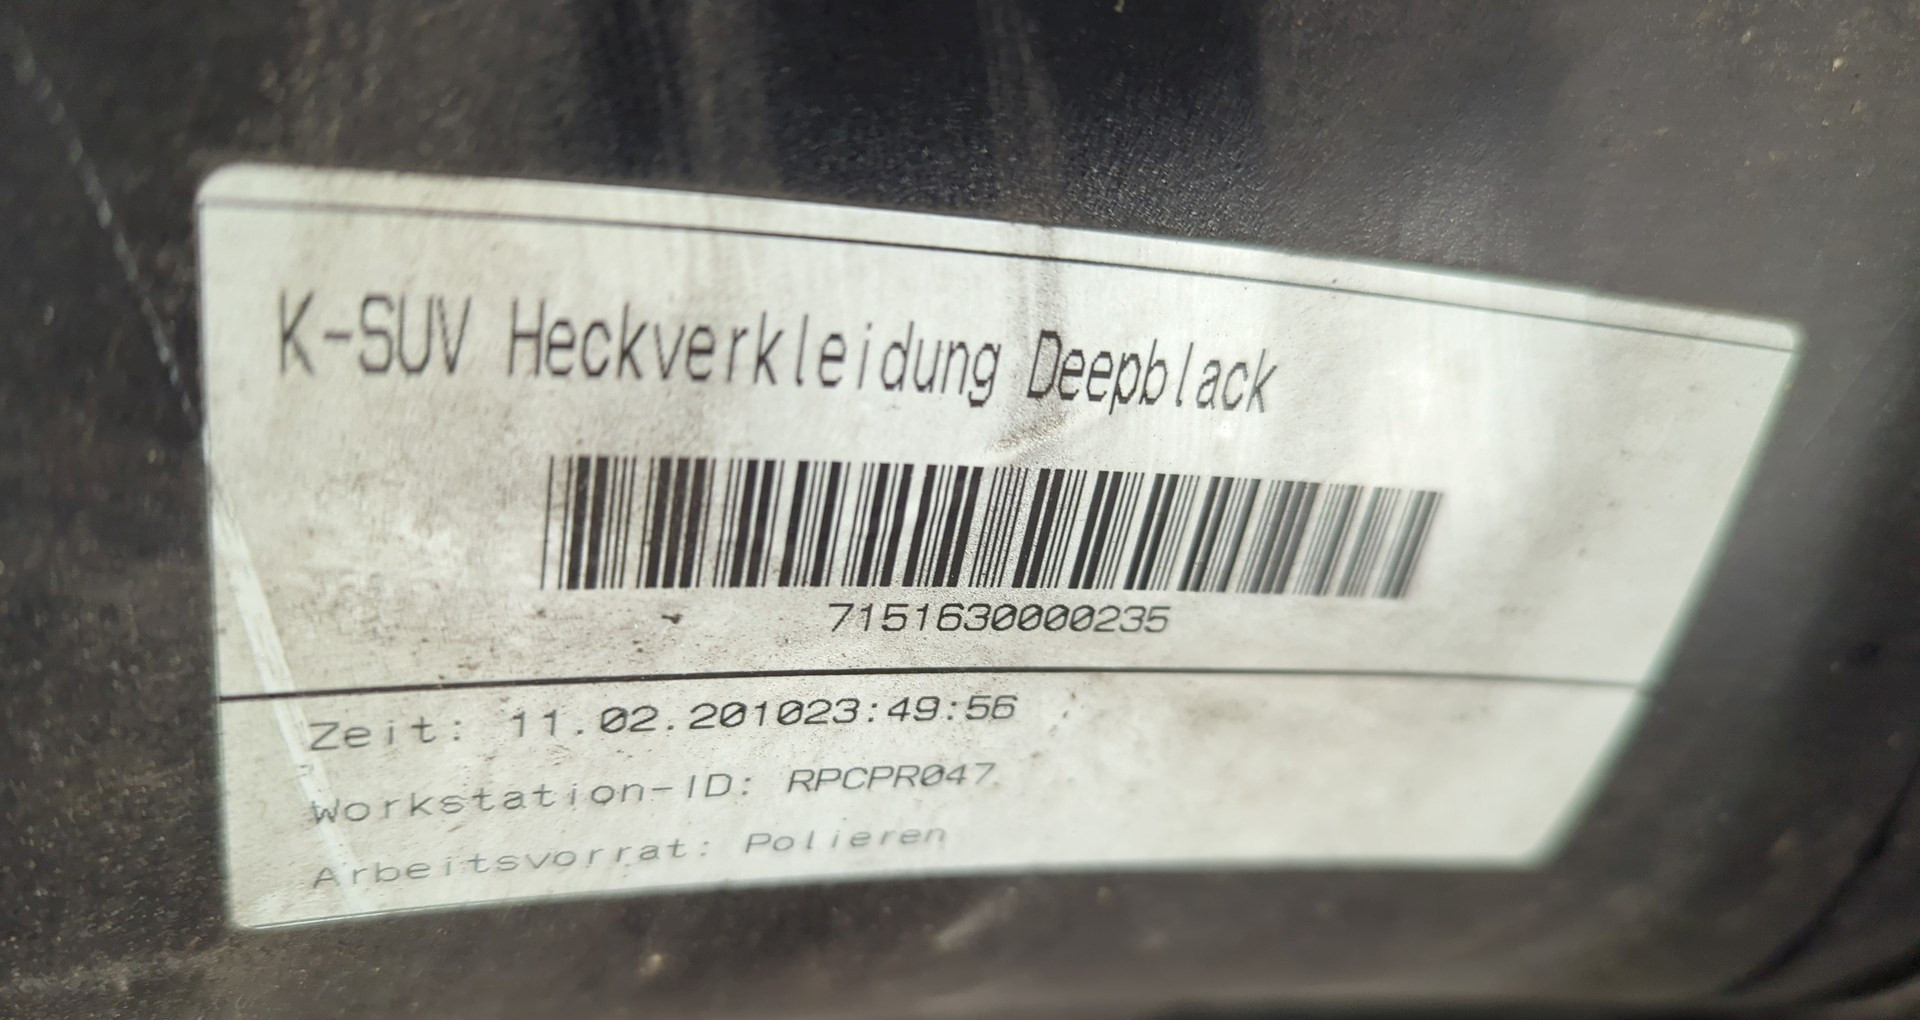 K-SUV Heckverkleidung Deepblack
7151630000235
Zeit: 11.02.201023:49:56
Workstation-ID: RPCPR047
Arbeitsvorrat: Polieren